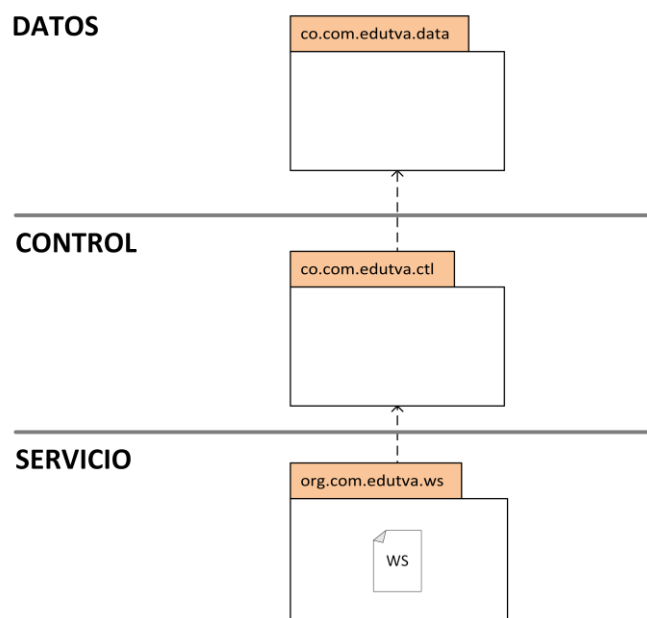 DATOS
co.com.edutva.data
CONTROL
co.com.edutva.ctl
SERVICIO
org.com.edutva.ws
WS